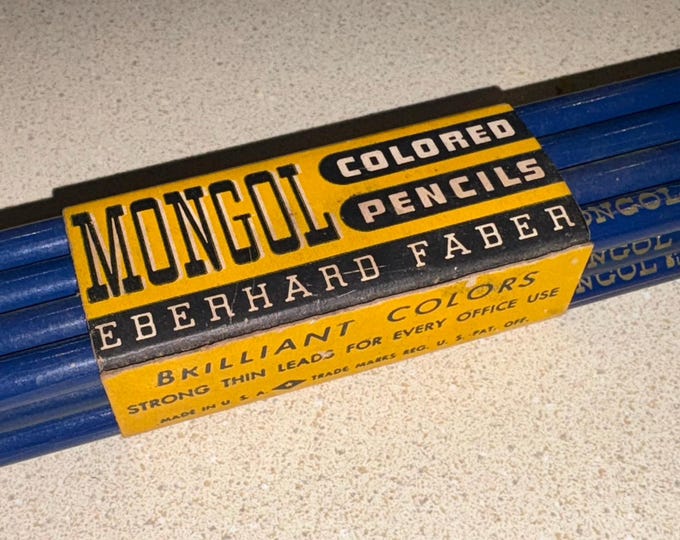 MONGOL
COLORED
PENCILS
EBERHARD FABER
BRILLIANT COLORS
STRONG THIN LEADS FOR EVERY OFFICE USE
MADE IN U. S. A. TRADE MARKS REG. U. S. PAT. OFF.
MONGOL
MONGOL